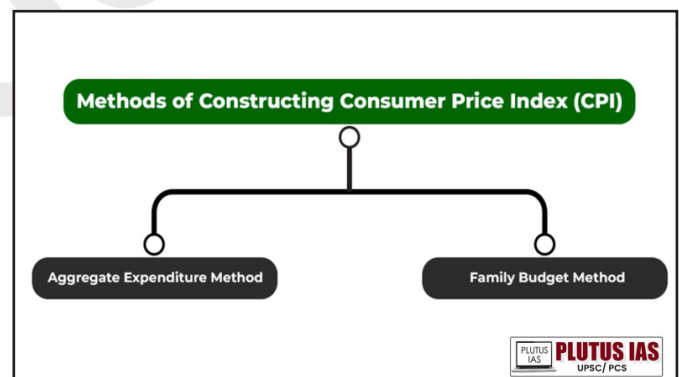 Methods of Constructing Consumer Price Index (CPI)
Aggregate Expenditure Method
Family Budget Method
PLUTUS
IAS
PLUTUS IAS
UPSC/ PCS